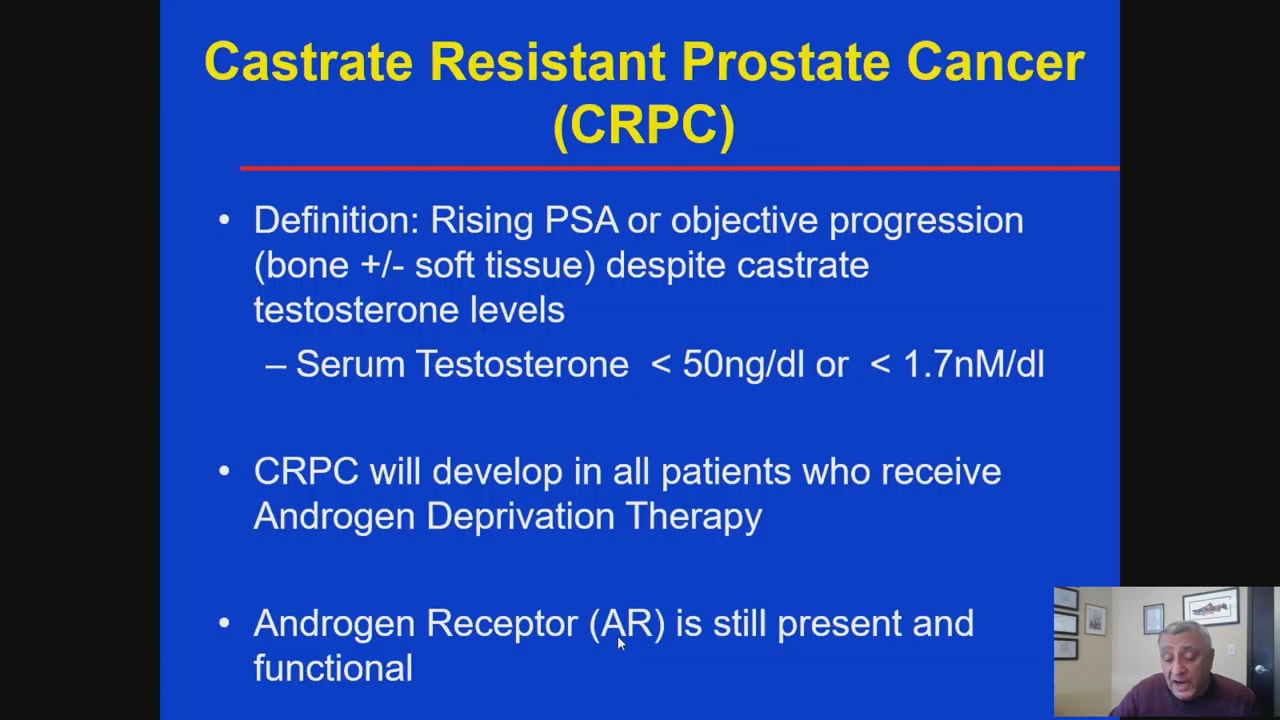 Castrate Resistant Prostate Cancer
(CRPC)
• Definition: Rising PSA or objective progression
(bone +/- soft tissue) despite castrate
testosterone levels
– Serum Testosterone < 50ng/dl or < 1.7nM/dl
• CRPC will develop in all patients who receive
Androgen Deprivation Therapy
• Androgen Receptor (AR) is still present and
functional